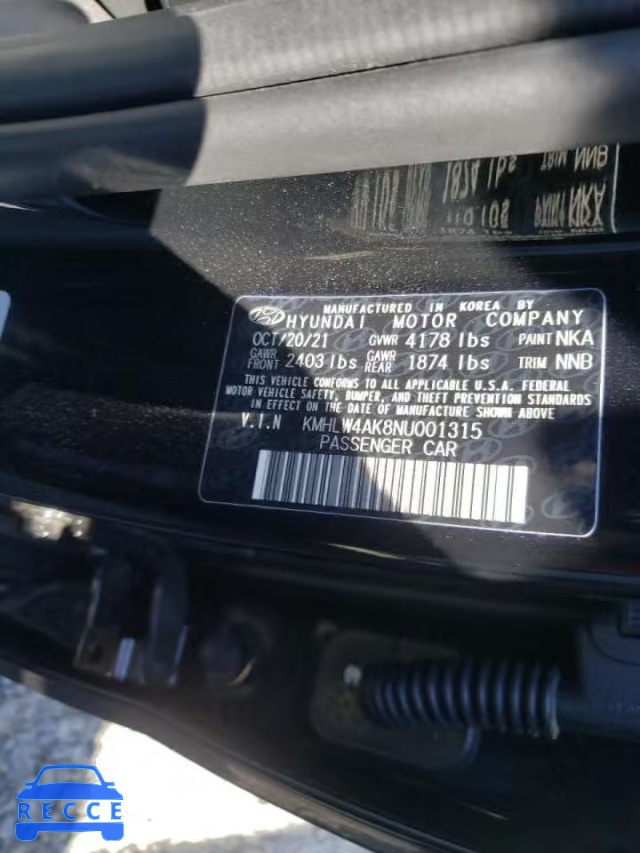 MANUFACTURED IN KOREA BY
HYUNDAI MOTOR COMPANY
OCT/20/21 GVWR 4178 lbs PAINT NKA
GAWR FRONT 2403 lbs GAWR REAR 1874 lbs TRIM NNB
THIS VEHICLE CONFORMS TO ALL APPLICABLE U.S.A. FEDERAL
MOTOR VEHICLE SAFETY, BUMPER, AND THEFT PREVENTION STANDARDS
IN EFFECT ON THE DATE OF MANUFACTURE SHOWN ABOVE
V.I.N KMHLW4AK8NU001315
PASSENGER CAR
RECCE